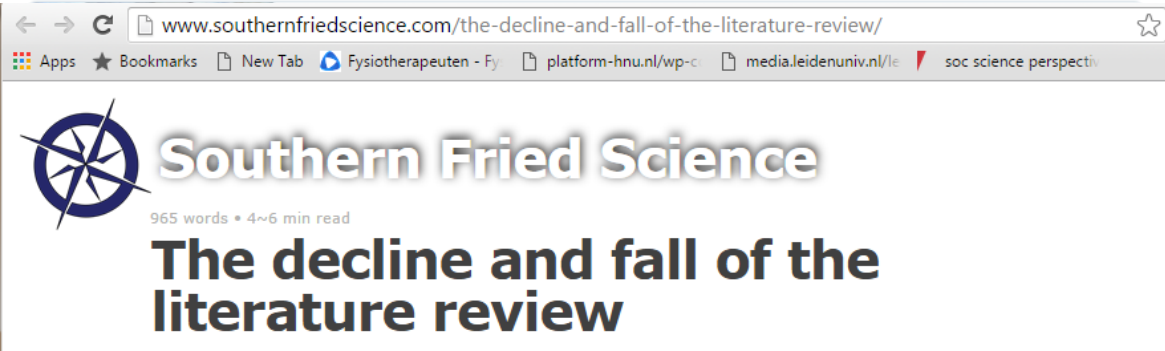 www.southernfriedscience.com/the-decline-and-fall-of-the-literature-review/
Apps Bookmarks New Tab Fysiotherapeuten - Fy platform-hnu.nl/wp-c media.leidenuniv.nl/le soc science perspectiv
Southern Fried Science
965 words • 4~6 min read
The decline and fall of the
literature review